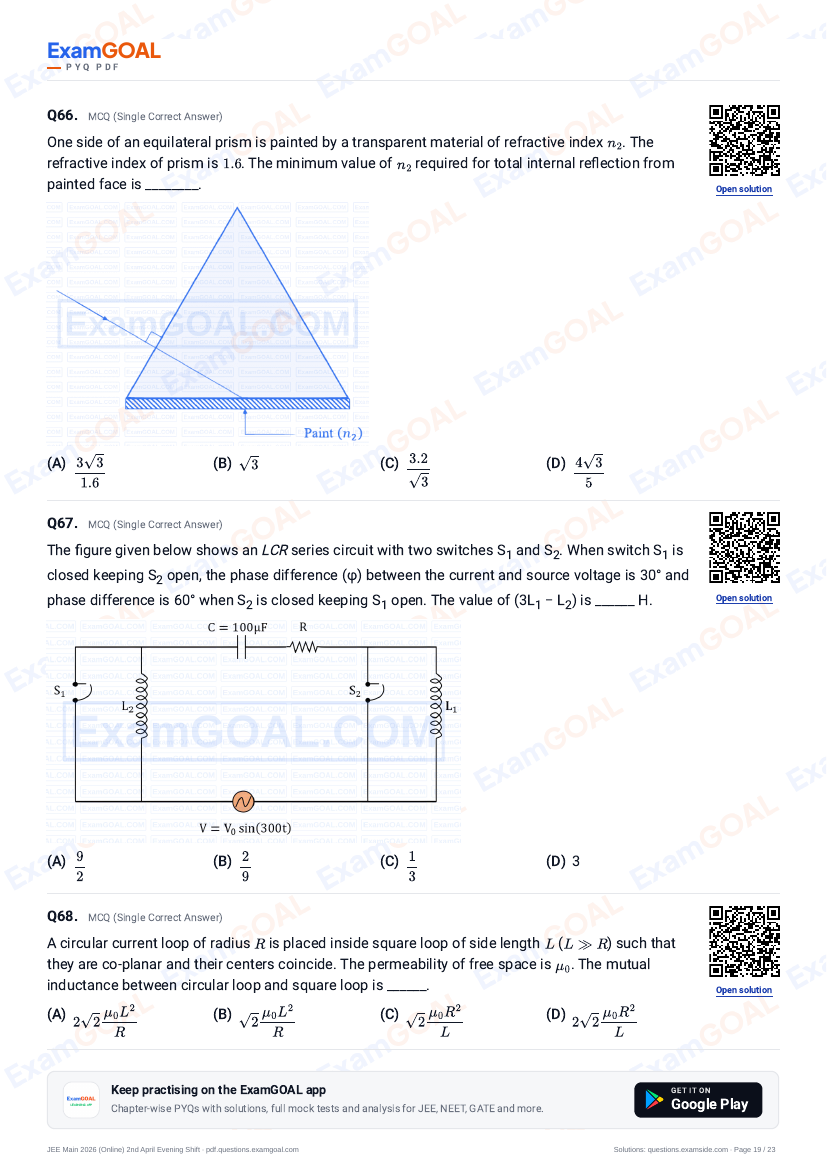 ExamGOAL
PYQ PDF
Q66. MCQ (Single Correct Answer)
One side of an equilateral prism is painted by a transparent material of refractive index n₂. The
refractive index of prism is 1.6. The minimum value of n₂ required for total internal reflection from
painted face is ________.
Open solution
ExamGOAL.COM
Paint (n₂)
(A) 3√3/1.6 (B) √3 (C) 3.2/√3 (D) 4√3/5
Q67. MCQ (Single Correct Answer)
The figure given below shows an LCR series circuit with two switches S₁ and S₂. When switch S₁ is
closed keeping S₂ open, the phase difference (φ) between the current and source voltage is 30° and
phase difference is 60° when S₂ is closed keeping S₁ open. The value of (3L₁ − L₂) is ______ H.
Open solution
C = 100μF R
S₁ L₂ S₂ L₁
ExamGOAL.COM
V = V₀ sin(300t)
(A) 9/2 (B) 2/9 (C) 1/3 (D) 3
Q68. MCQ (Single Correct Answer)
A circular current loop of radius R is placed inside square loop of side length L (L ≫ R) such that
they are co-planar and their centers coincide. The permeability of free space is μ₀. The mutual
inductance between circular loop and square loop is ______.
Open solution
(A) 2√2 μ₀L²/R (B) √2 μ₀L²/R (C) √2 μ₀R²/L (D) 2√2 μ₀R²/L
ExamGOAL
Keep practising on the ExamGOAL app
Chapter-wise PYQs with solutions, full mock tests and analysis for JEE, NEET, GATE and more.
GET IT ON
Google Play
JEE Main 2026 (Online) 2nd April Evening Shift · pdf.questions.examgoal.com
Solutions: questions.examside.com · Page 19 / 23